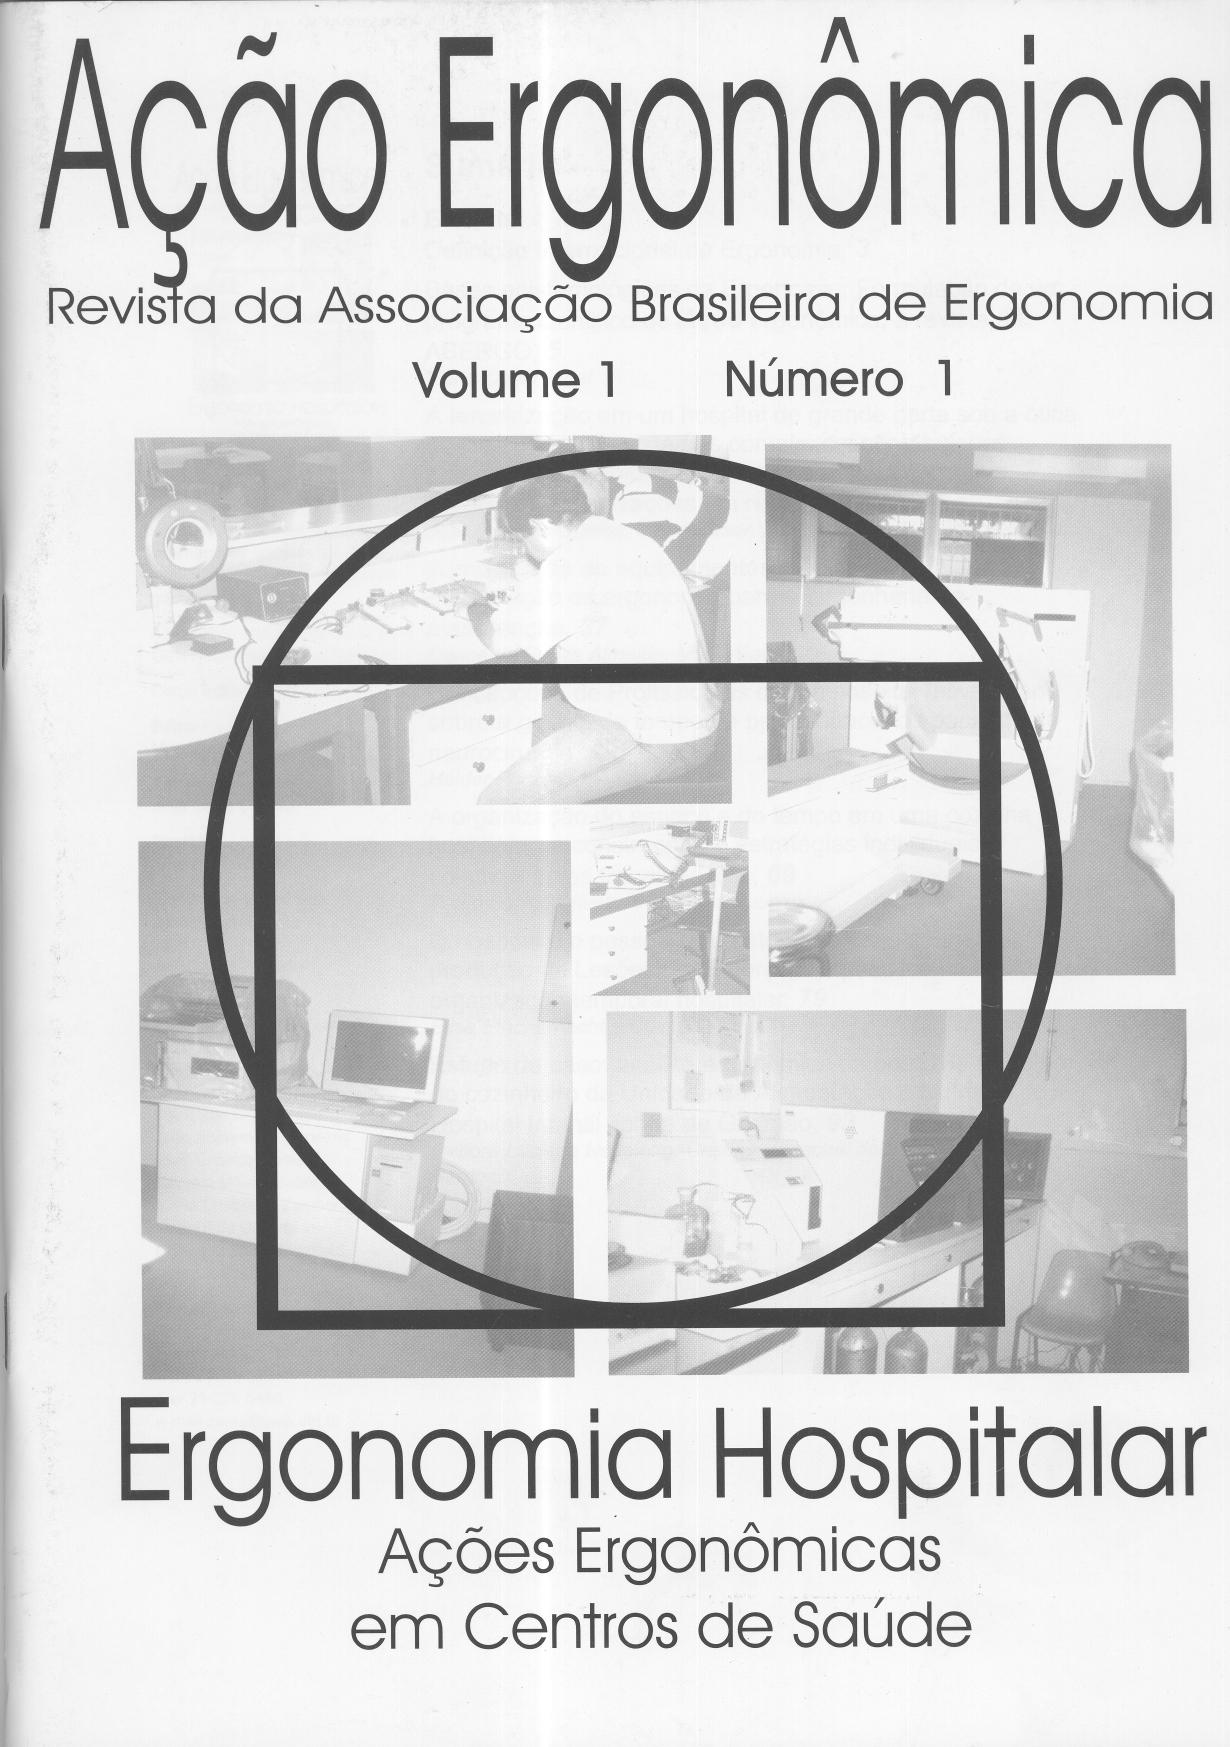 Ação Ergonômica
Revista da Associação Brasileira de Ergonomia
Volume 1 Número 1
Ergonomia Hospitalar
Ações Ergonômicas
em Centros de Saúde